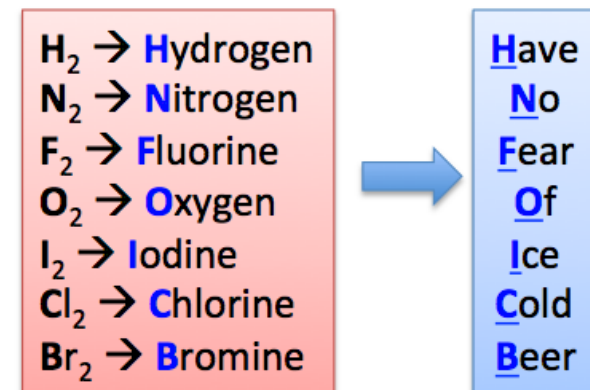 H₂ → Hydrogen
N₂ → Nitrogen
F₂ → Fluorine
O₂ → Oxygen
I₂ → Iodine
Cl₂ → Chlorine
Br₂ → Bromine
Have
No
Fear
Of
Ice
Cold
Beer